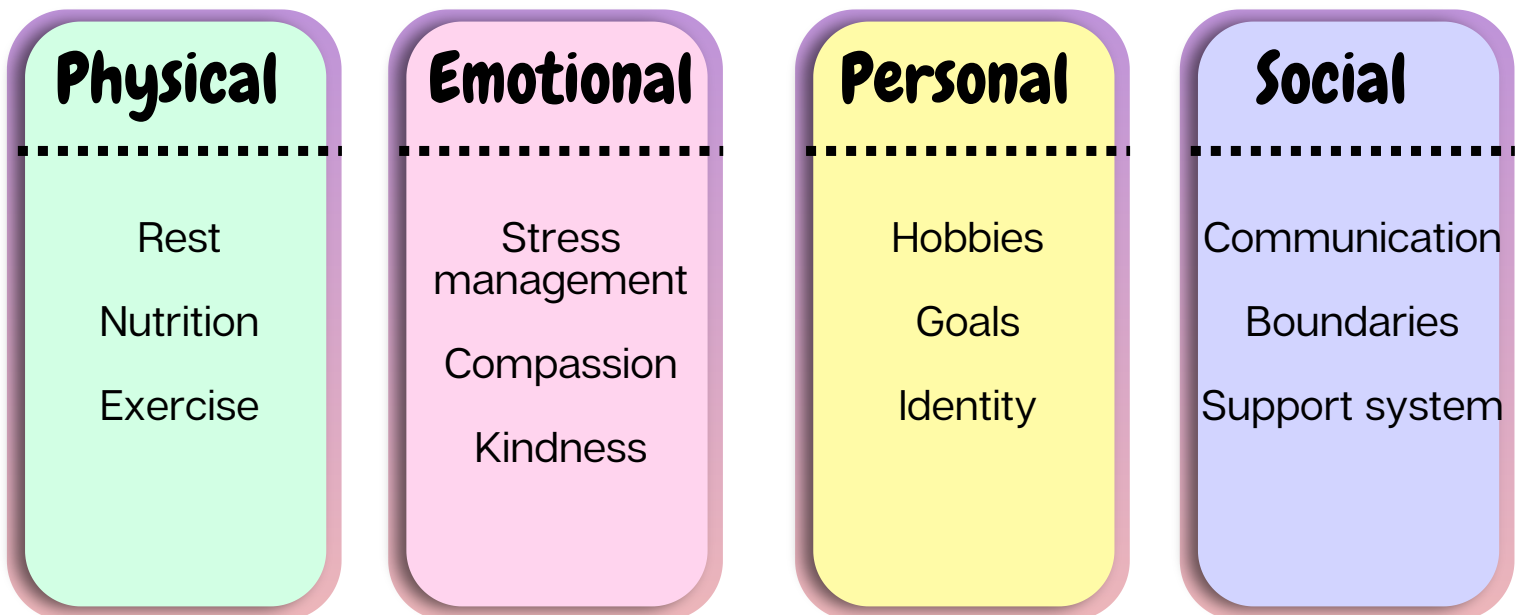 Physical
Rest
Nutrition
Exercise
Emotional
Stress
management
Compassion
Kindness
Personal
Hobbies
Goals
Identity
Social
Communication
Boundaries
Support system